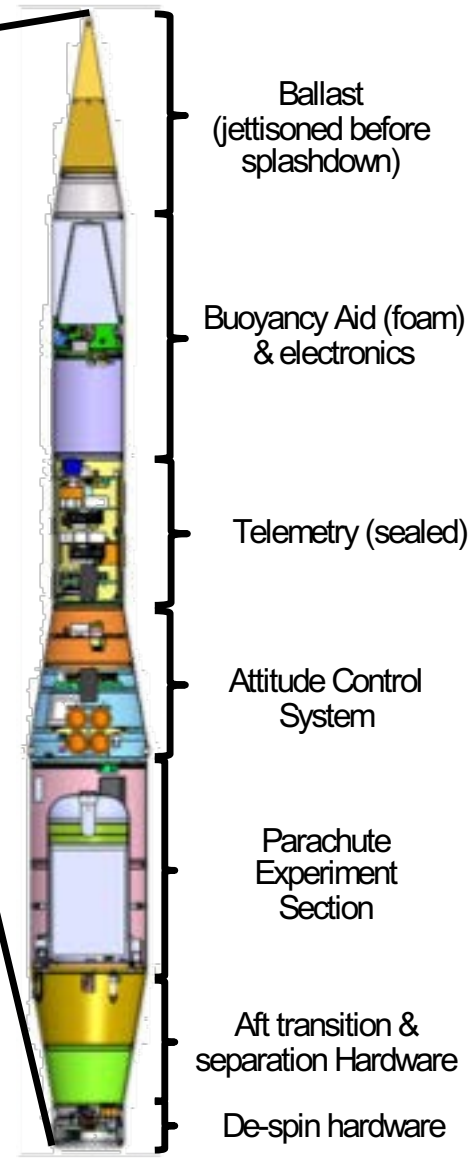 Ballast
(jettisoned before
splashdown)
Buoyancy Aid (foam)
& electronics
Telemetry (sealed)
Attitude Control
System
Parachute
Experiment
Section
Aft transition &
separation Hardware
De-spin hardware